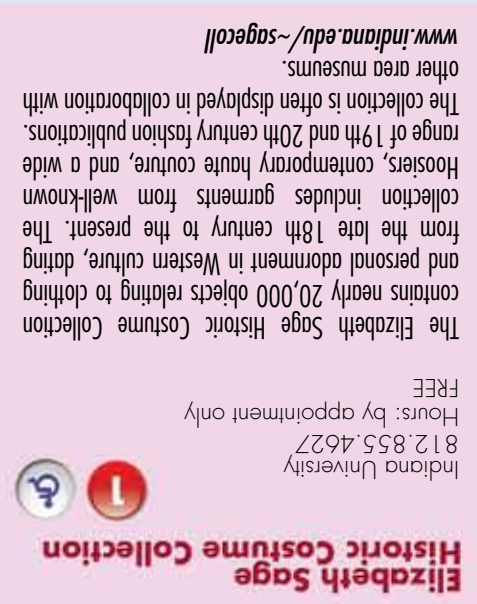 Elizabeth Sage
Historic Costume Collection
1
Indiana University
812.855.4627
Hours: by appointment only
FREE
The Elizabeth Sage Historic Costume Collection
contains nearly 20,000 objects relating to clothing
and personal adornment in Western culture, dating
from the late 18th century to the present. The
collection includes garments from well-known
Hoosiers, contemporary haute couture, and a wide
range of 19th and 20th century fashion publications.
The collection is often displayed in collaboration with
other area museums.
www.indiana.edu/~sagecoll